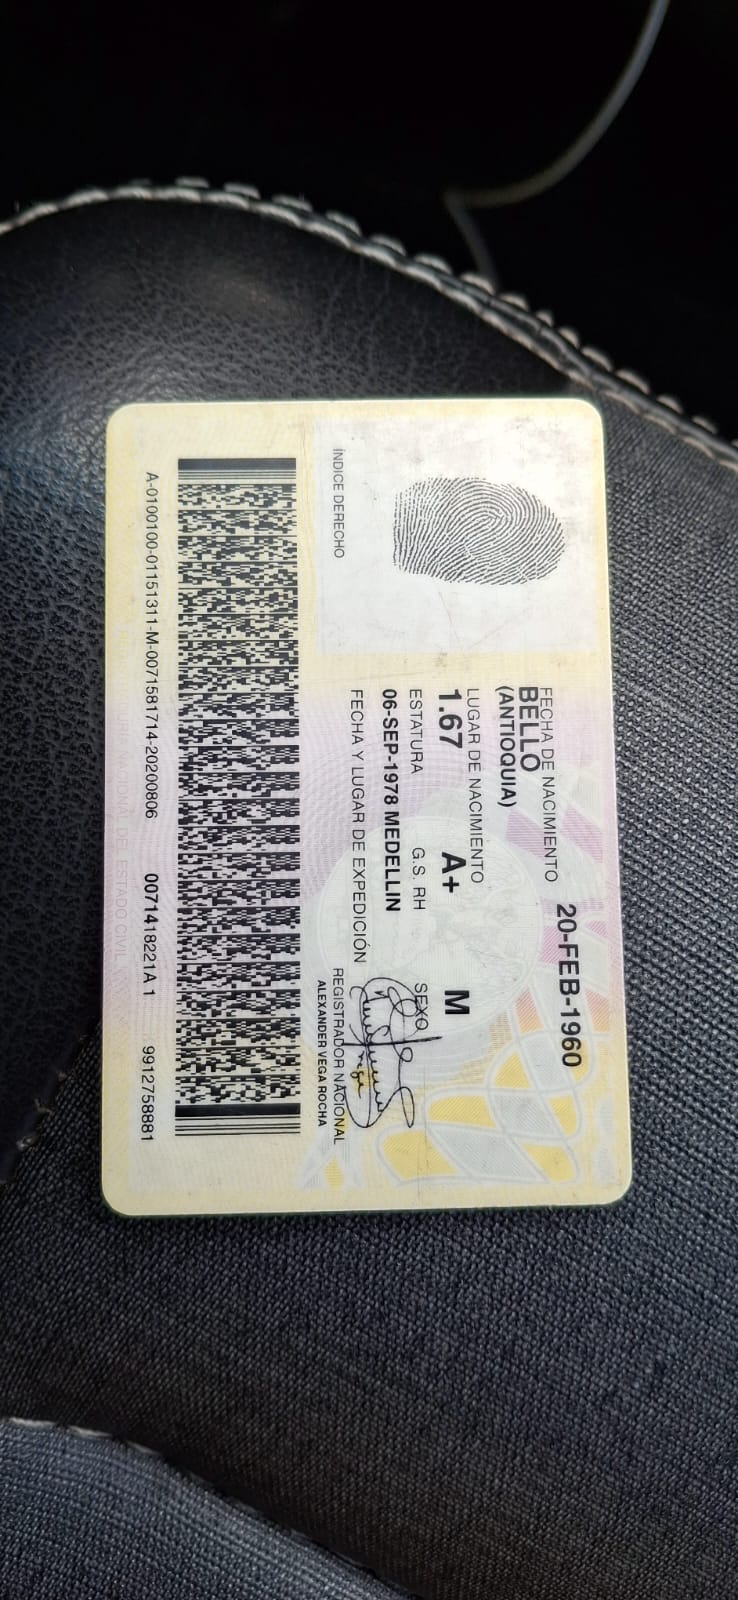 FECHA DE NACIMIENTO 20-FEB-1960
BELLO
(ANTIOQUIA)
LUGAR DE NACIMIENTO
1.67 A+ M
ESTATURA G.S. RH SEXO
06-SEP-1978 MEDELLIN
FECHA Y LUGAR DE EXPEDICIÓN
REGISTRADOR NACIONAL
ALEXANDER VEGA ROCHA
ÍNDICE DERECHO
A-0100100-01151311-M-0071581714-20200806 0071418221A 1 9912758881